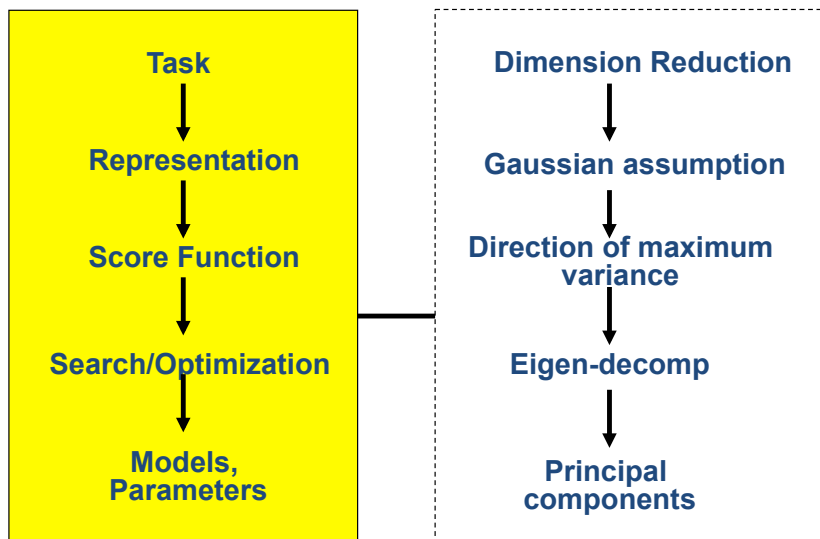 Task
Representation
Score Function
Search/Optimization
Models,
Parameters
Dimension Reduction
Gaussian assumption
Direction of maximum
variance
Eigen-decomp
Principal
components